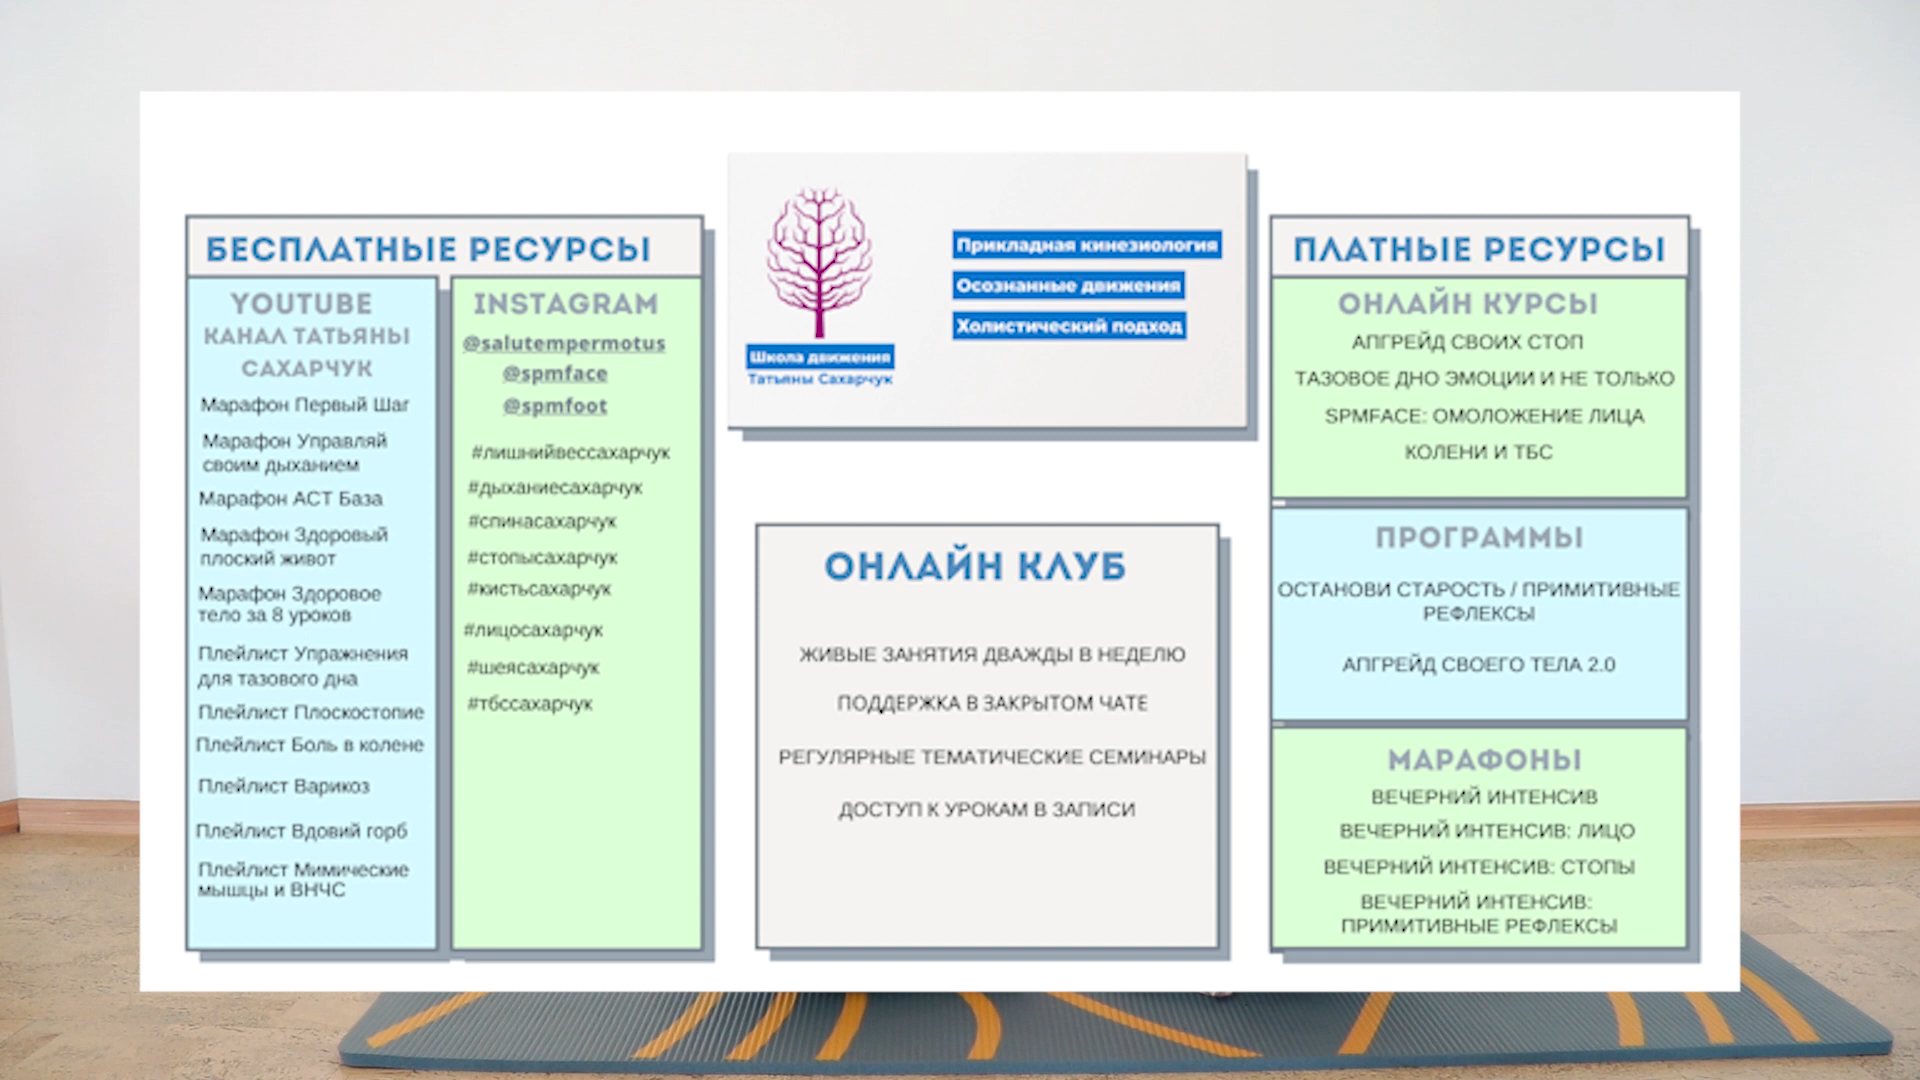 БЕСПЛАТНЫЕ РЕСУРСЫ
YOUTUBE
КАНАЛ ТАТЬЯНЫ
САХАРЧУК
Марафон Первый Шаг
Марафон Управляй
своим дыханием
Марафон АСТ База
Марафон Здоровый
плоский живот
Марафон Здоровое
тело за 8 уроков
Плейлист Упражнения
для тазового дна
Плейлист Плоскостопие
Плейлист Боль в колене
Плейлист Варикоз
Плейлист Вдовий горб
Плейлист Мимические
мышцы и ВНЧС
INSTAGRAM
@salutempermotus
@spmface
@spmfoot
#лишнийвессахарчук
#дыханиесахарчук
#спинасахарчук
#стопысахарчук
#кистьсахарчук
#лицосахарчук
#шеясахарчук
#тбссахарчук
Школа движения
Татьяны Сахарчук
Прикладная кинезиология
Осознанные движения
Холистический подход
ОНЛАЙН КЛУБ
ЖИВЫЕ ЗАНЯТИЯ ДВАЖДЫ В НЕДЕЛЮ
ПОДДЕРЖКА В ЗАКРЫТОМ ЧАТЕ
РЕГУЛЯРНЫЕ ТЕМАТИЧЕСКИЕ СЕМИНАРЫ
ДОСТУП К УРОКАМ В ЗАПИСИ
ПЛАТНЫЕ РЕСУРСЫ
ОНЛАЙН КУРСЫ
АПГРЕЙД СВОИХ СТОП
ТАЗОВОЕ ДНО ЭМОЦИИ И НЕ ТОЛЬКО
SPMFACE: ОМОЛОЖЕНИЕ ЛИЦА
КОЛЕНИ И ТБС
ПРОГРАММЫ
ОСТАНОВИ СТАРОСТЬ / ПРИМИТИВНЫЕ
РЕФЛЕКСЫ
АПГРЕЙД СВОЕГО ТЕЛА 2.0
МАРАФОНЫ
ВЕЧЕРНИЙ ИНТЕНСИВ
ВЕЧЕРНИЙ ИНТЕНСИВ: ЛИЦО
ВЕЧЕРНИЙ ИНТЕНСИВ: СТОПЫ
ВЕЧЕРНИЙ ИНТЕНСИВ:
ПРИМИТИВНЫЕ РЕФЛЕКСЫ